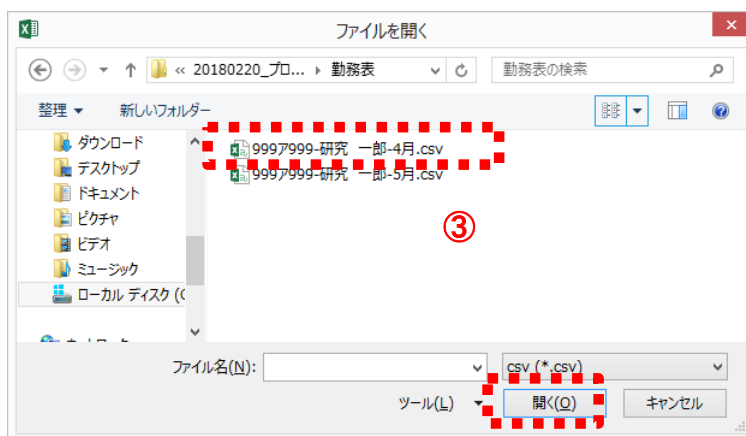 ファイルを開く
« 20180220_プロ... ▸ 勤務表
勤務表の検索
整理 ▼ 新しいフォルダー
ダウンロード
デスクトップ
ドキュメント
ピクチャ
ビデオ
ミュージック
ローカル ディスク (C
999ア999-研究　一郎-4月.csv
999ア999-研究　一郎-5月.csv
③
ファイル名(N):
csv (*.csv)
ツール(L) ▼ 開く(O) キャンセル